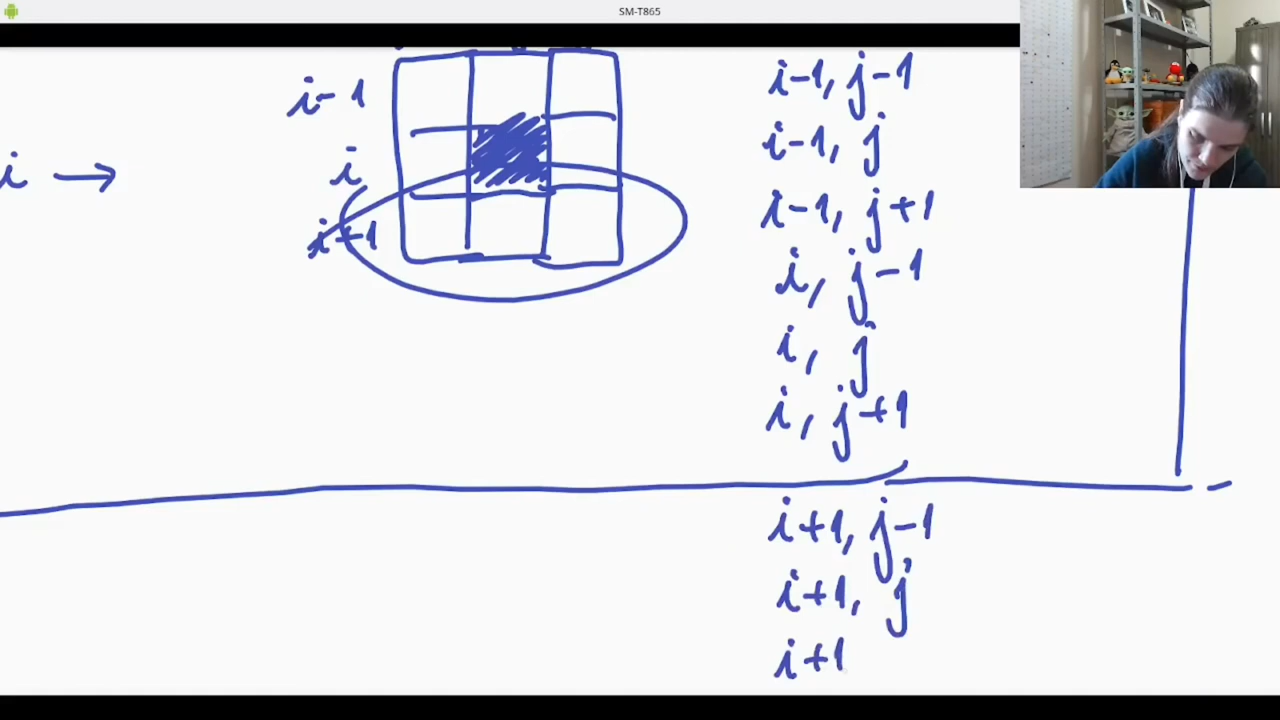 SM-T865
i-1
i →
i
i+1
i-1, j-1
i-1, j
i-1, j+1
i, j-1
i, j
i, j+1
i+1, j-1
i+1, j
i+1